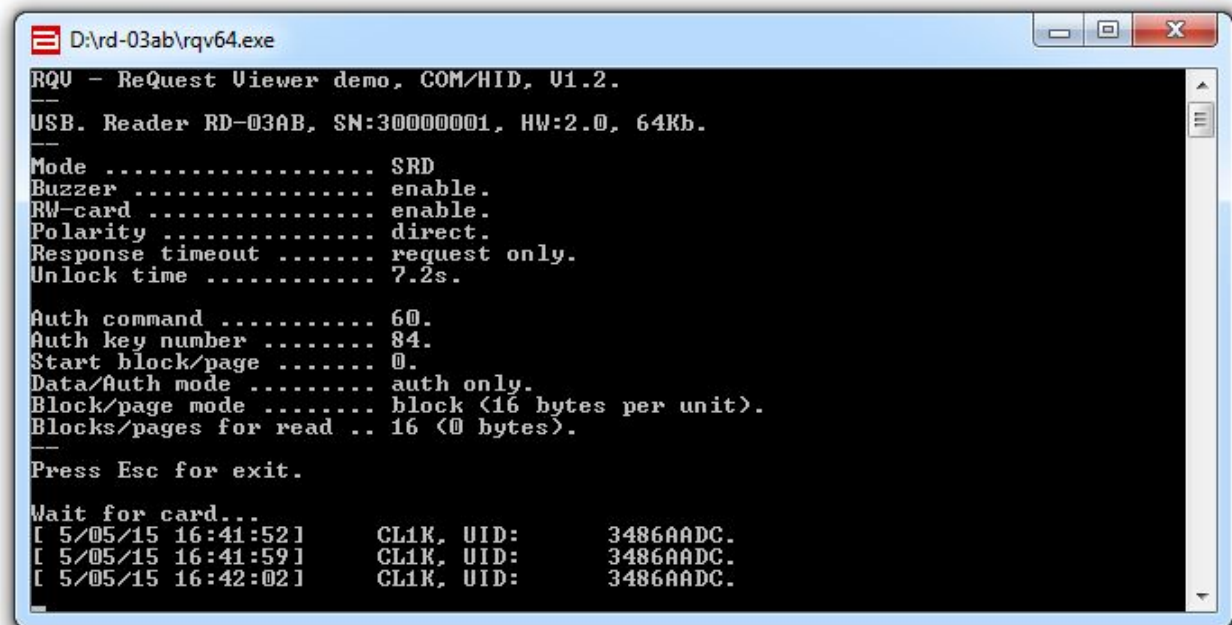 D:\rd-03ab\rqv64.exe
RQV - ReQuest Viewer demo, COM/HID, V1.2.
--
USB. Reader RD-03AB, SN:30000001, HW:2.0, 64Kb.
--
Mode ................... SRD
Buzzer ................. enable.
RW-card ................ enable.
Polarity ............... direct.
Response timeout ....... request only.
Unlock time ............ 7.2s.
Auth command ........... 60.
Auth key number ........ 84.
Start block/page ....... 0.
Data/Auth mode ......... auth only.
Block/page mode ........ block (16 bytes per unit).
Blocks/pages for read .. 16 (0 bytes).
--
Press Esc for exit.
Wait for card...
[ 5/05/15 16:41:52] CL1K, UID: 3486AADC.
[ 5/05/15 16:41:59] CL1K, UID: 3486AADC.
[ 5/05/15 16:42:02] CL1K, UID: 3486AADC.